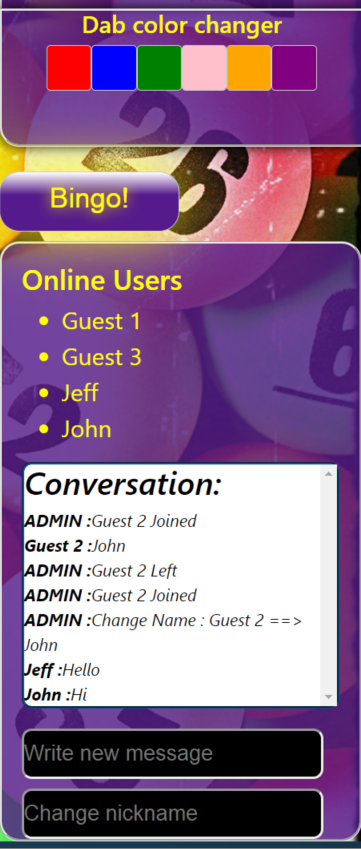 Dab color changer
26
Bingo!
Online Users
Guest 1
Guest 3
Jeff
John
Conversation:
ADMIN :Guest 2 Joined
Guest 2 :John
ADMIN :Guest 2 Left
ADMIN :Guest 2 Joined
ADMIN :Change Name : Guest 2 ==>
John
Jeff :Hello
John :Hi
Write new message
Change nickname